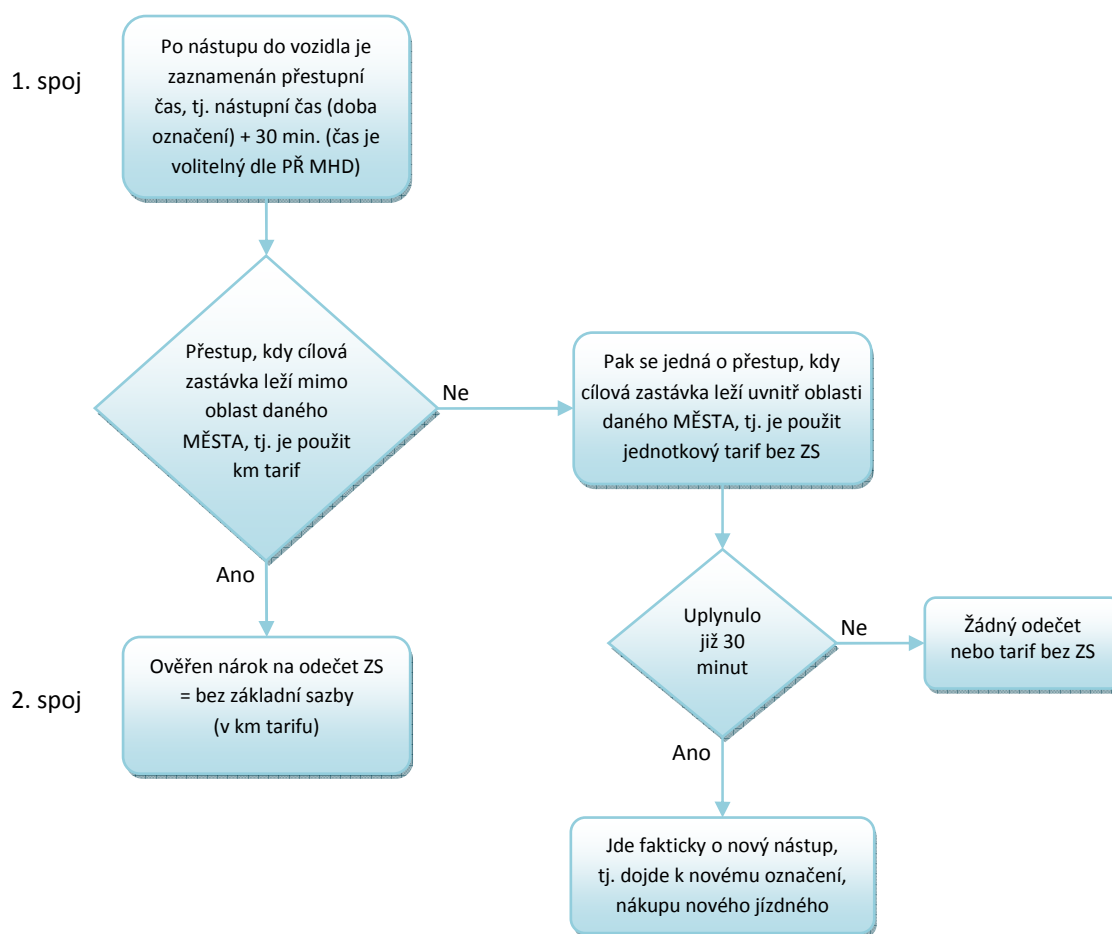 1. spoj
Po nástupu do vozidla je
zaznamenán přestupní
čas, tj. nástupní čas (doba
označení) + 30 min. (čas je
volitelný dle PŘ MHD)
Přestup, kdy cílová
zastávka leží mimo
oblast daného
MĚSTA, tj. je použit
km tarif
Ne
Pak se jedná o přestup, kdy
cílová zastávka leží uvnitř oblasti
daného MĚSTA, tj. je použit
jednotkový tarif bez ZS
Ano
Uplynulo
již 30
minut
Ne
Žádný odečet
nebo tarif bez ZS
2. spoj
Ověřen nárok na odečet ZS
= bez základní sazby
(v km tarifu)
Ano
Jde fakticky o nový nástup,
tj. dojde k novému označení,
nákupu nového jízdného